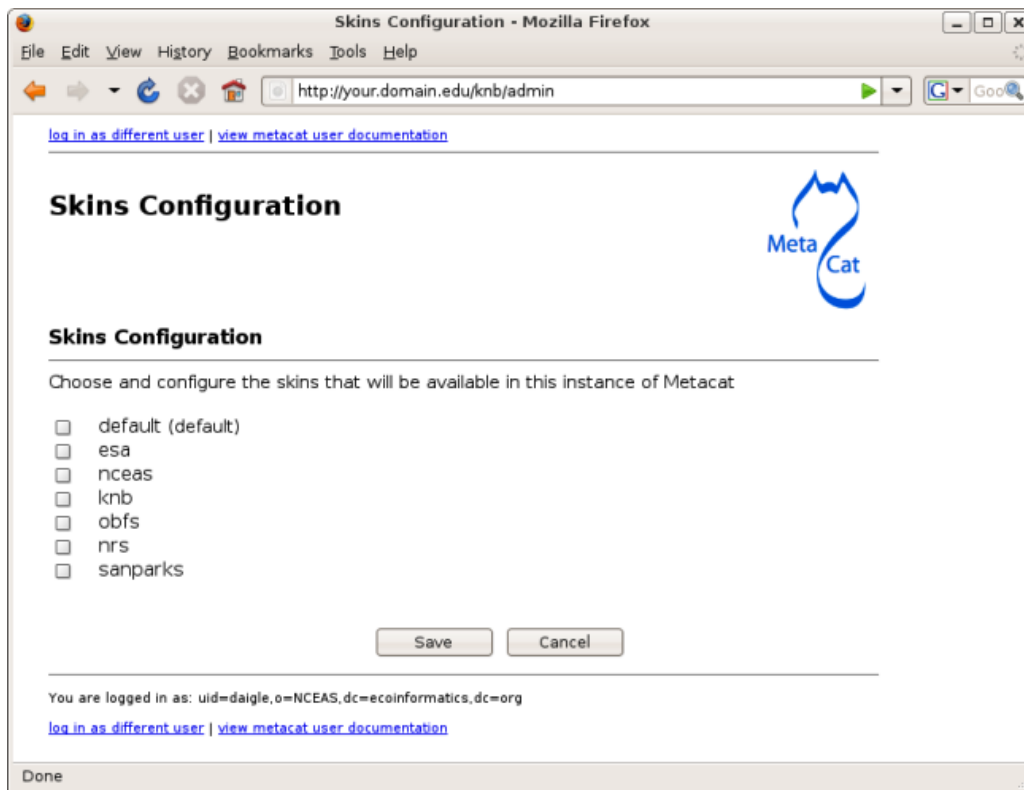 Skins Configuration - Mozilla Firefox
File Edit View History Bookmarks Tools Help
http://your.domain.edu/knb/admin
G Goo
log in as different user | view metacat user documentation
Skins Configuration
Meta
Cat
Skins Configuration
Choose and configure the skins that will be available in this instance of Metacat
default (default)
esa
nceas
knb
obfs
nrs
sanparks
Save Cancel
You are logged in as: uid=daigle,o=NCEAS,dc=ecoinformatics,dc=org
log in as different user | view metacat user documentation
Done